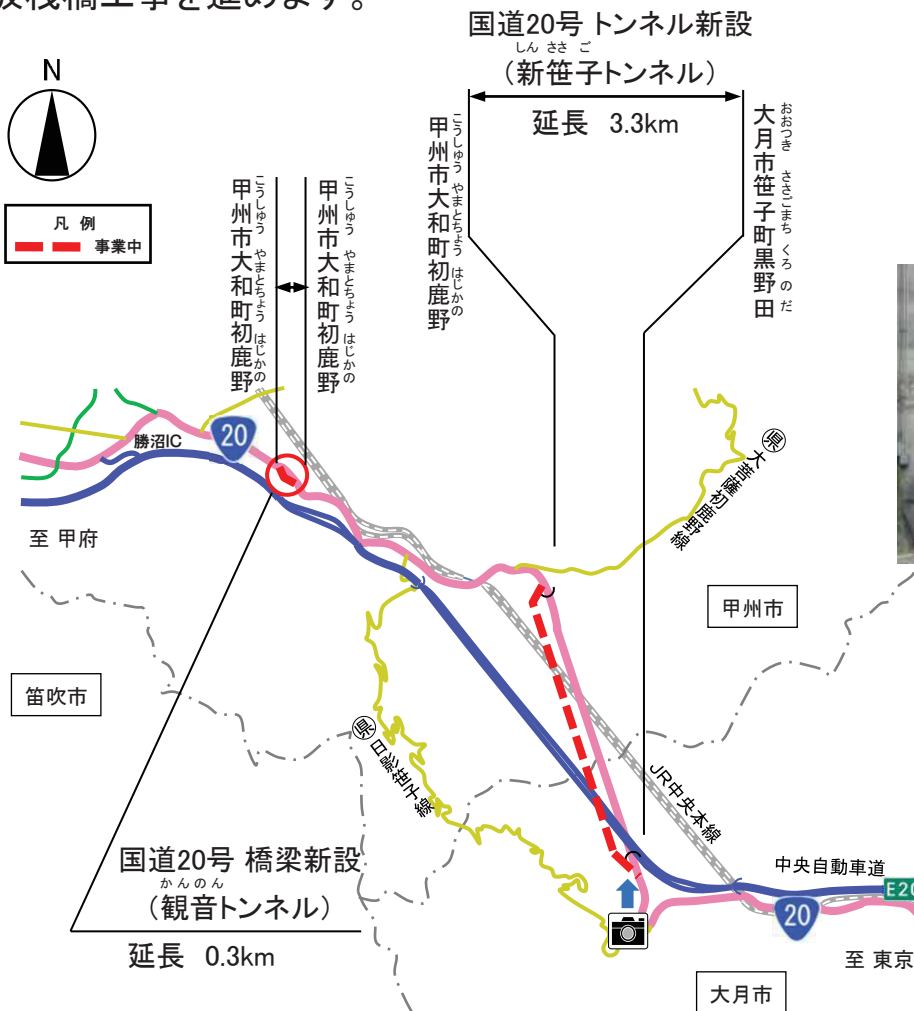 仮桟橋工事を進めます。
国道20号 トンネル新設
しん ささ ご
（新笹子トンネル）
延長 3.3km
N
凡 例
事業中
こうしゅう やまとちょう はじかの
甲州市大和町初鹿野
こうしゅう やまとちょう はじかの
甲州市大和町初鹿野
こうしゅう やまとちょう はじかの
甲州市大和町初鹿野
おおつき ささごまち くろ の だ
大月市笹子町黒野田
勝沼IC
20
県
大菩薩初鹿野線
至 甲府
甲州市
笛吹市
県
日影笹子線
JR中央本線
国道20号 橋梁新設
かんのん
（観音トンネル）
延長 0.3km
中央自動車道
E20
20
至 東京
大月市